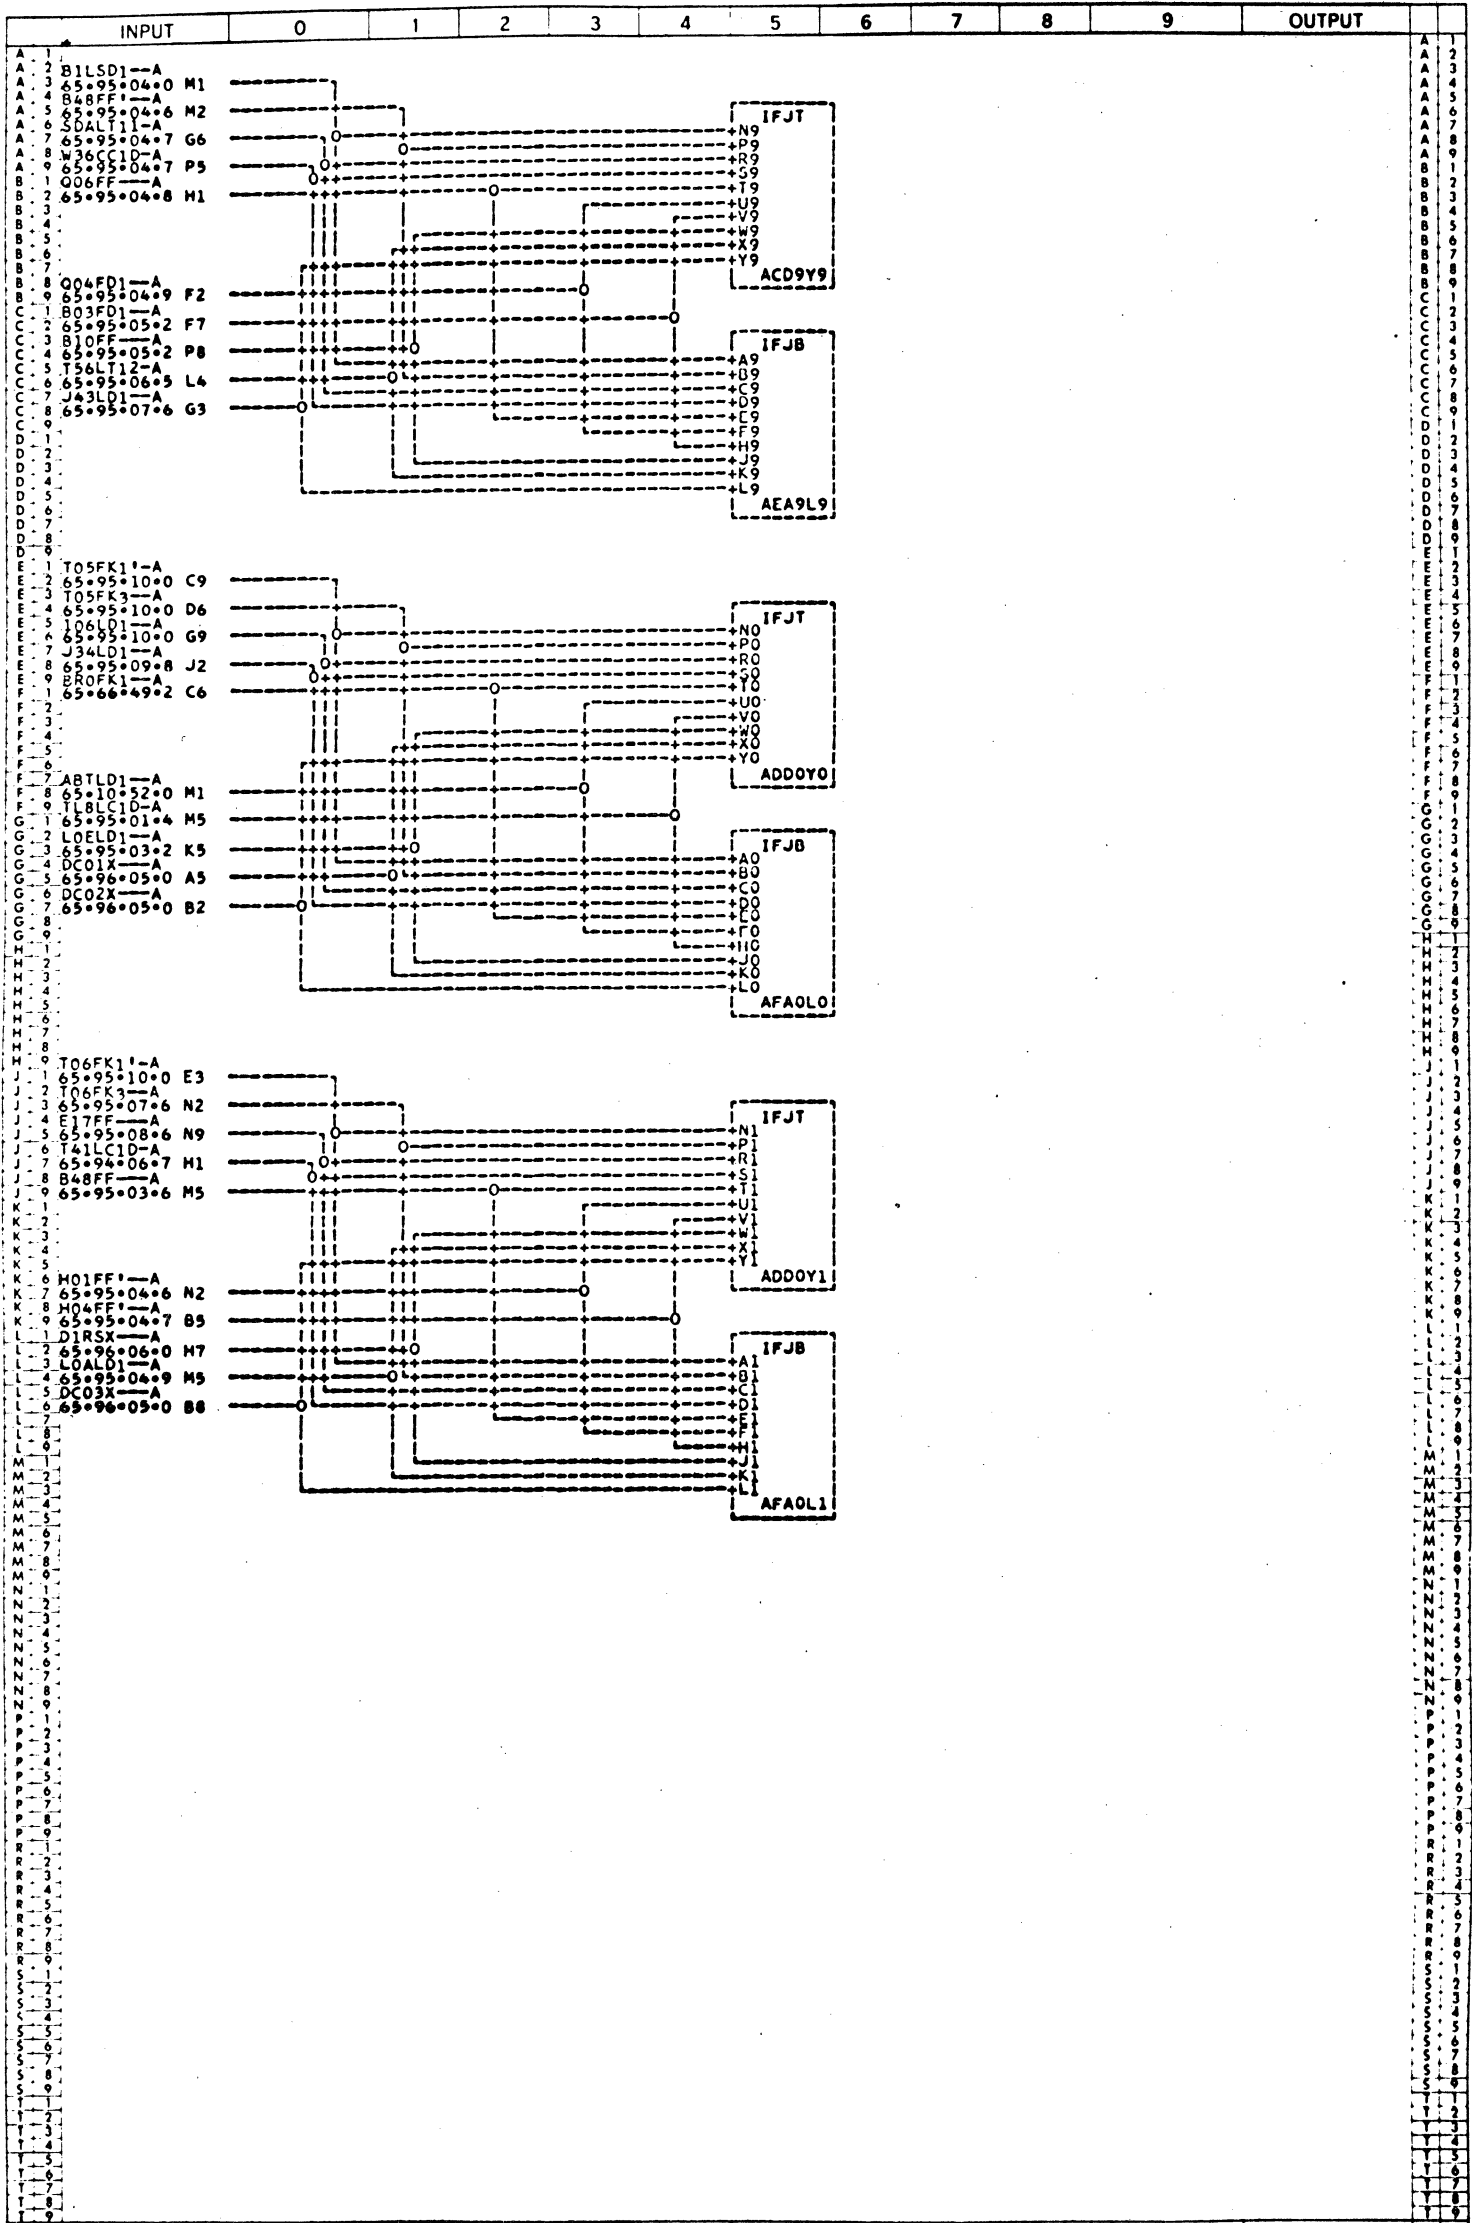 INPUT 0 1 2 3 4 5 6 7 8 9 OUTPUT
B1LSD1--A
65•95•04•0 M1
B48FF'--A
65•95•04•6 M2
SDALT11-A
65•95•04•7 G6
W36CC1D-A
65•95•04•7 P5
Q06FF---A
65•95•04•8 H1
Q04FD1--A
65•95•04•9 F2
B03FD1--A
65•95•05•2 F7
B10FF---A
65•95•05•2 P8
T56LT12-A
65•95•06•5 L4
J43LD1--A
65•95•07•6 G3
IFJT
N9
P9
R9
S9
T9
U9
V9
W9
X9
Y9
ACD9Y9
IFJB
A9
B9
C9
D9
E9
F9
H9
J9
K9
L9
AEA9L9
T05FK1'-A
65•95•10•0 C9
T05FK3--A
65•95•10•0 D6
106LD1--A
65•95•10•0 G9
J34LD1--A
65•95•09•8 J2
BR0FK1--A
65•66•49•2 C6
ABTLD1--A
65•10•52•0 M1
TL8LC1D-A
65•95•01•4 M5
L0ELD1--A
65•95•03•2 K5
DC01X---A
65•96•05•0 A5
DC02X---A
65•96•05•0 B2
IFJT
N0
P0
R0
S0
T0
U0
V0
W0
X0
Y0
ADD0Y0
IFJB
A0
B0
C0
D0
E0
F0
H0
J0
K0
L0
AFA0L0
T06FK1'-A
65•95•10•0 E3
T06FK3--A
65•95•07•6 N2
E17FF---A
65•95•08•6 N9
T41LC1D-A
65•94•06•7 H1
B48FF---A
65•95•03•6 M5
H01FF'--A
65•95•04•6 N2
H04FF'--A
65•95•04•7 B5
D1RSX---A
65•96•06•0 H7
L0ALD1--A
65•95•04•9 M5
DC03X---A
65•96•05•0 B8
IFJT
N1
P1
R1
S1
T1
U1
V1
W1
X1
Y1
ADD0Y1
IFJB
A1
B1
C1
D1
E1
F1
H1
J1
K1
L1
AFA0L1